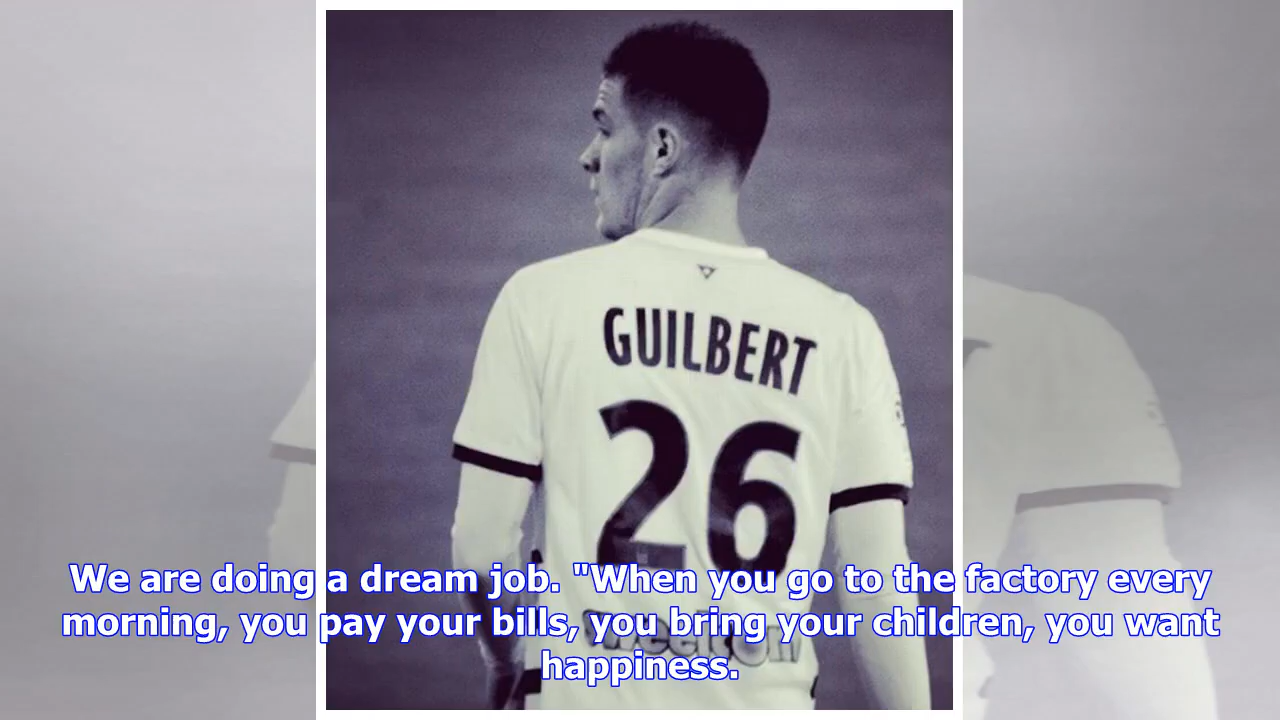 GUILBERT
26
We are doing a dream job. "When you go to the factory every
morning, you pay your bills, you bring your children, you want
happiness.